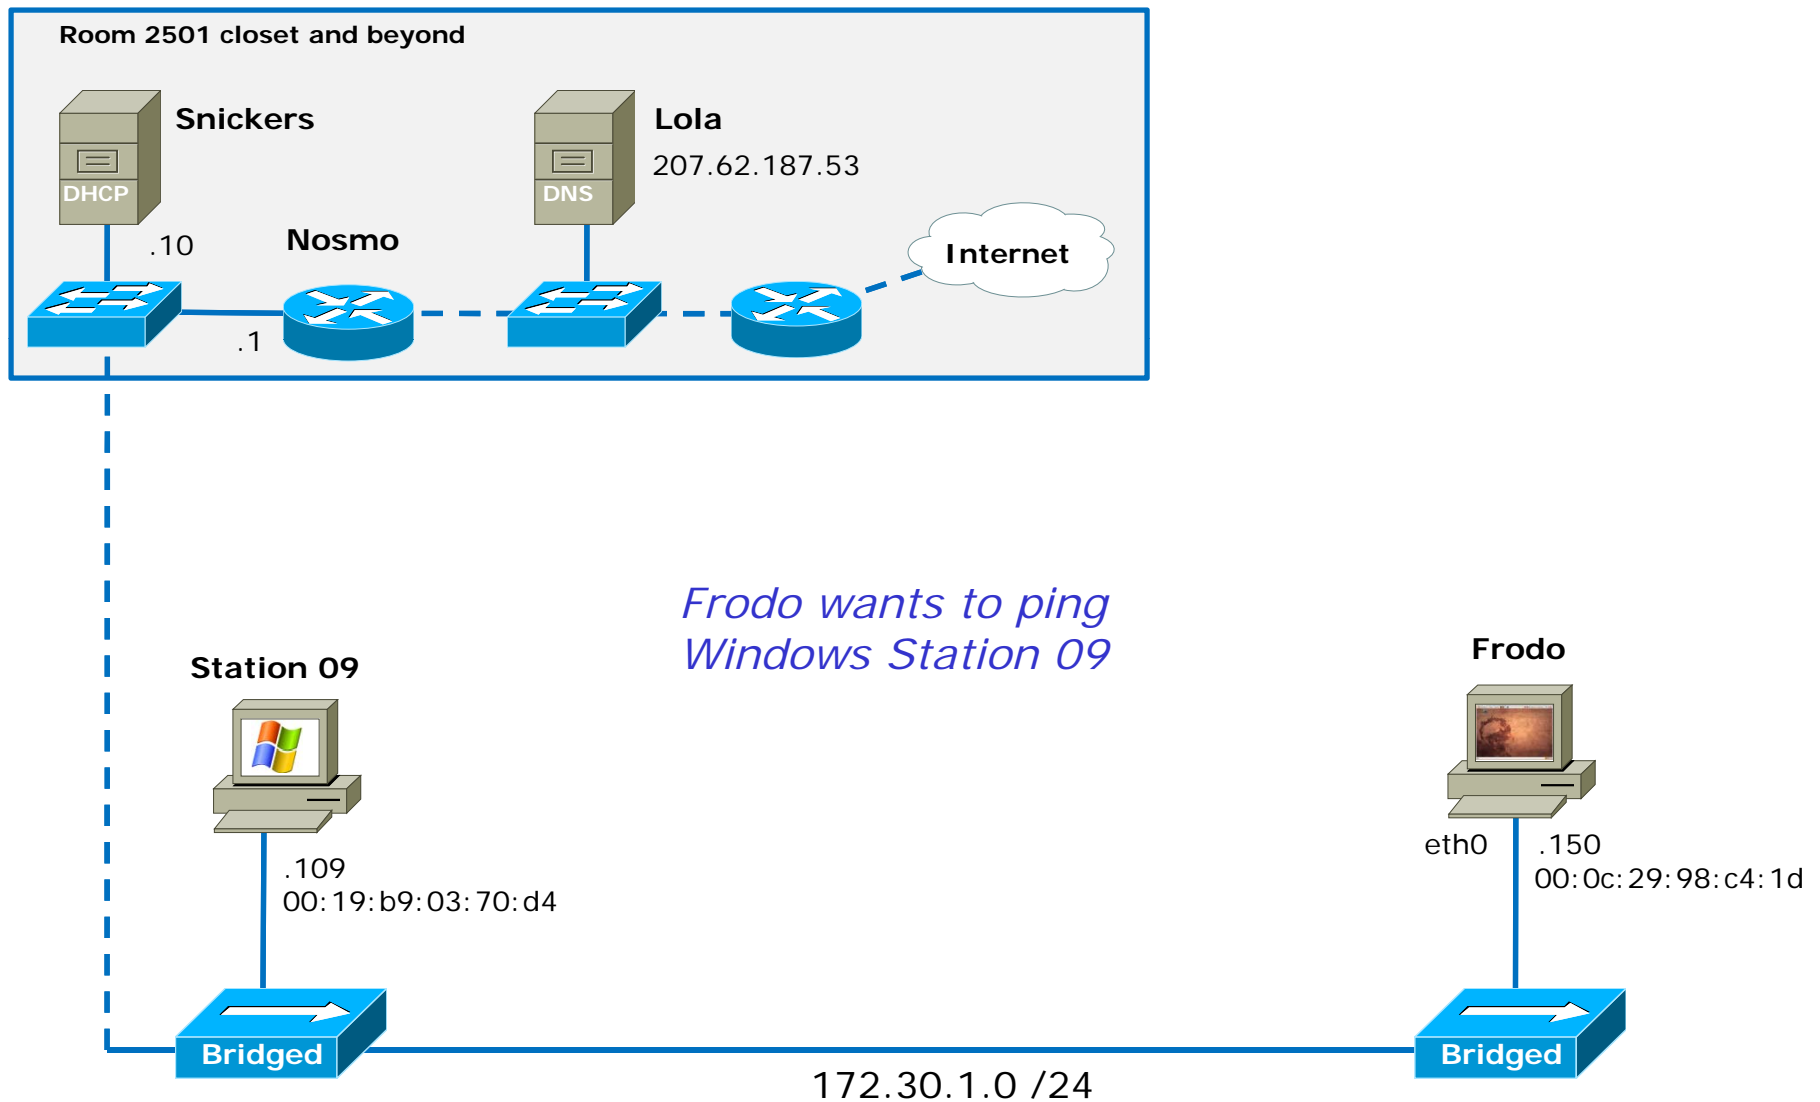 Room 2501 closet and beyond
Snickers
Lola
207.62.187.53
DHCP
DNS
.10
Nosmo
Internet
.1
Frodo wants to ping
Windows Station 09
Station 09
Frodo
eth0
.150
00:0c:29:98:c4:1d
.109
00:19:b9:03:70:d4
Bridged
Bridged
172.30.1.0 /24